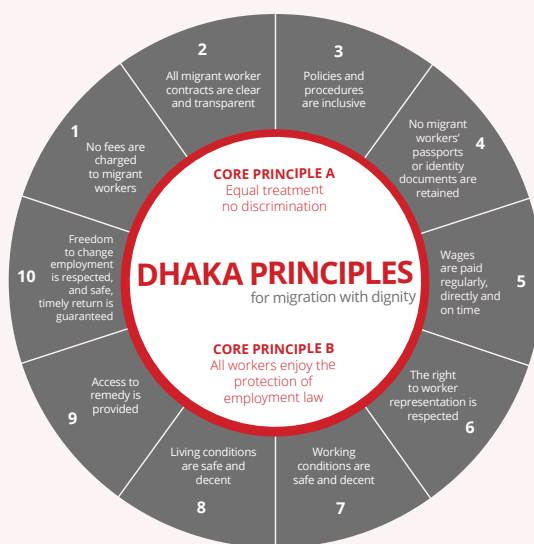 CORE PRINCIPLE A
Equal treatment
no discrimination
DHAKA PRINCIPLES
for migration with dignity
CORE PRINCIPLE B
All workers enjoy the
protection of
employment law
1
No fees are
charged
to migrant
workers
2
All migrant worker
contracts are clear
and transparent
3
Policies and
procedures
are inclusive
4
No migrant
workers'
passports
or identity
documents are
retained
5
Wages
are paid
regularly,
directly and
on time
6
The right
to worker
representation is
respected
7
Working
conditions are
safe and decent
8
Living conditions
are safe and
decent
9
Access to
remedy is
provided
10
Freedom
to change
employment
is respected,
and safe,
timely return is
guaranteed